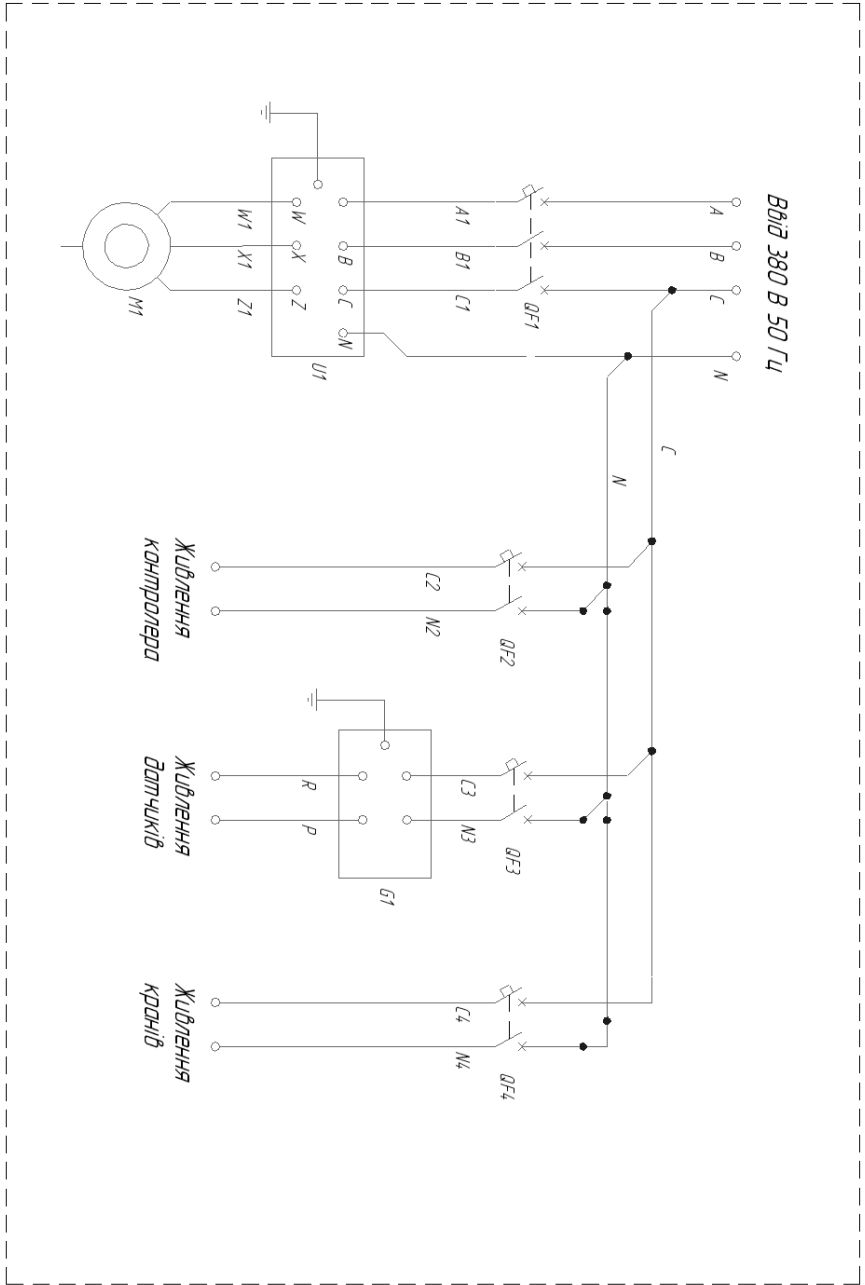 Ввід 380 В 50 Гц
A
B
C
N
C
N
QF1
QF2
QF3
QF4
A1
B1
C1
C2
N2
C3
N3
C4
N4
B
C
N
W
X
Z
U1
G1
W1
X1
Z1
R
P
M1
Живлення
контролера
Живлення
датчиків
Живлення
кранів